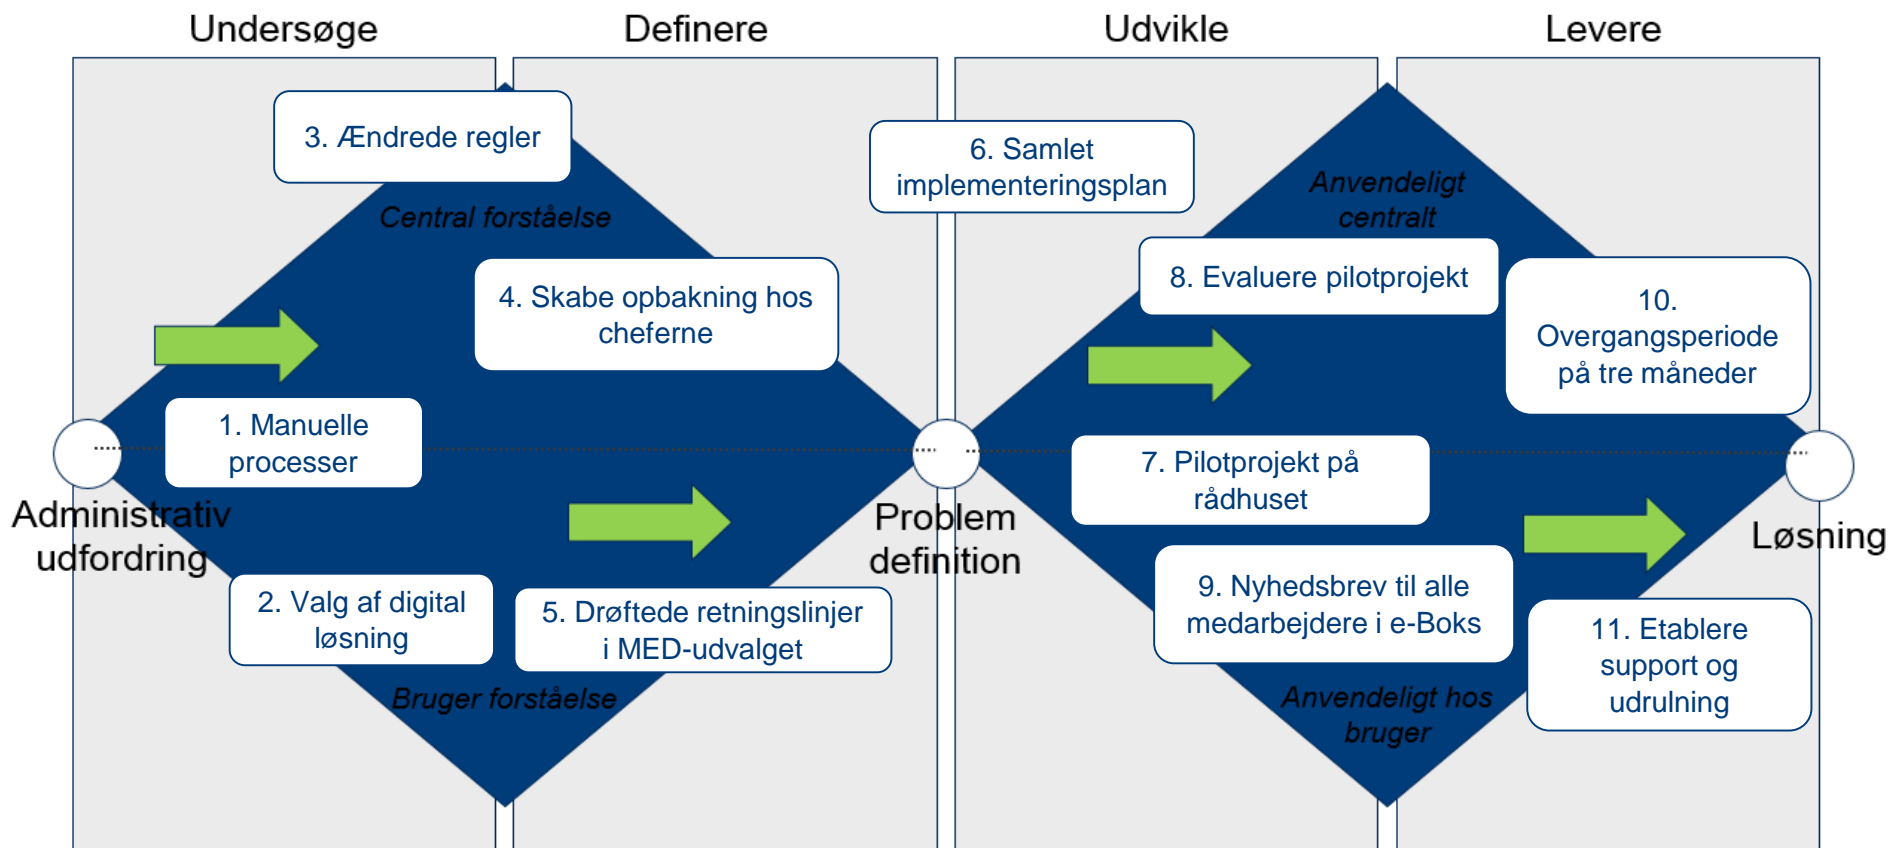 Undersøge
Definere
Udvikle
Levere
3. Ændrede regler
Central forståelse
4. Skabe opbakning hos
cheferne
1. Manuelle
processer
Administrativ
udfordring
2. Valg af digital
løsning
5. Drøftede retningslinjer
i MED-udvalget
Bruger forståelse
Problem
definition
6. Samlet
implementeringsplan
Anvendeligt
centralt
8. Evaluere pilotprojekt
10.
Overgangsperiode
på tre måneder
7. Pilotprojekt på
rådhuset
9. Nyhedsbrev til alle
medarbejdere i e-Boks
Anvendeligt hos
bruger
11. Etablere
support og
udrulning
Løsning